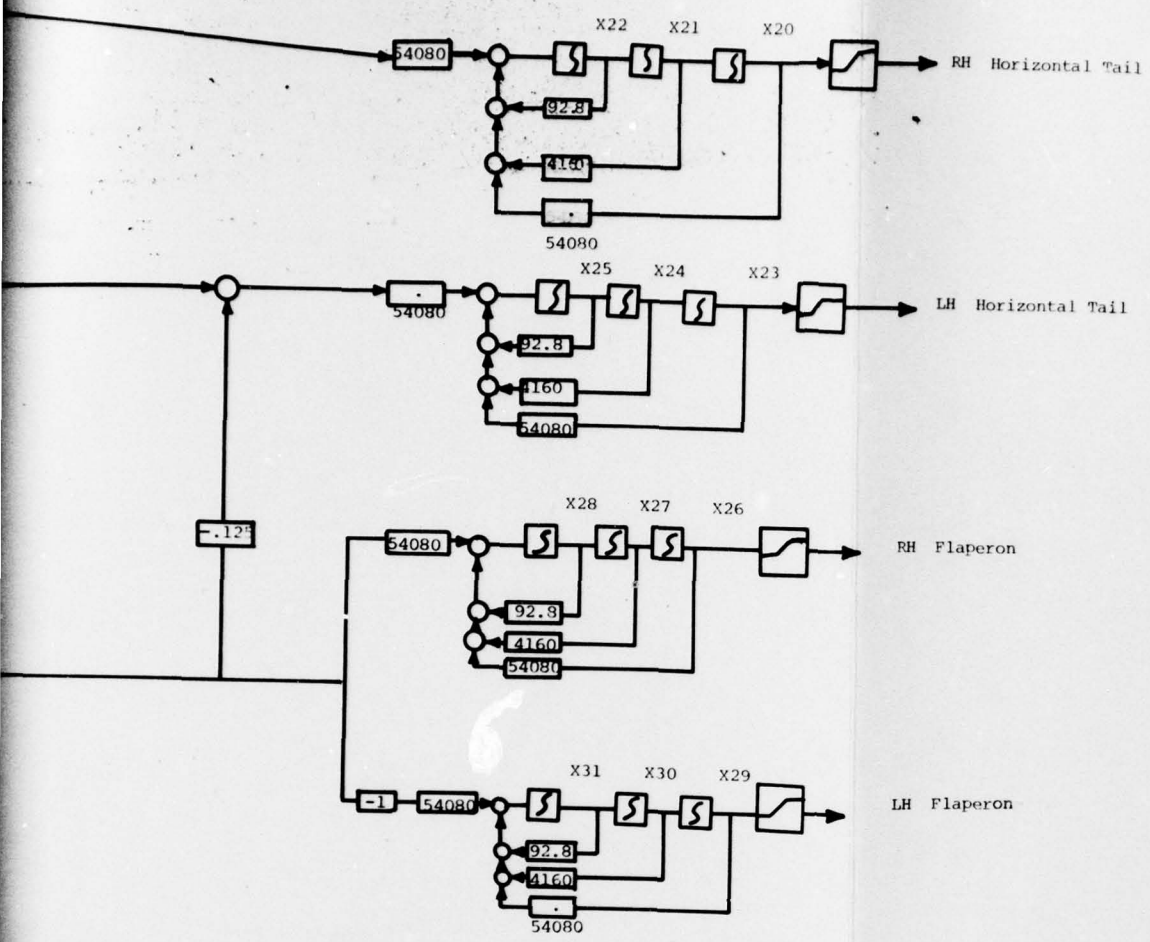 X22 X21 X20
54080
RH Horizontal Tail
92.8
4160
54080
X25 X24 X23
54080
LH Horizontal Tail
92.8
4160
54080
X28 X27 X26
-.125
54080
RH Flaperon
92.8
4160
54080
X31 X30 X29
-1
54080
LH Flaperon
92.8
4160
54080